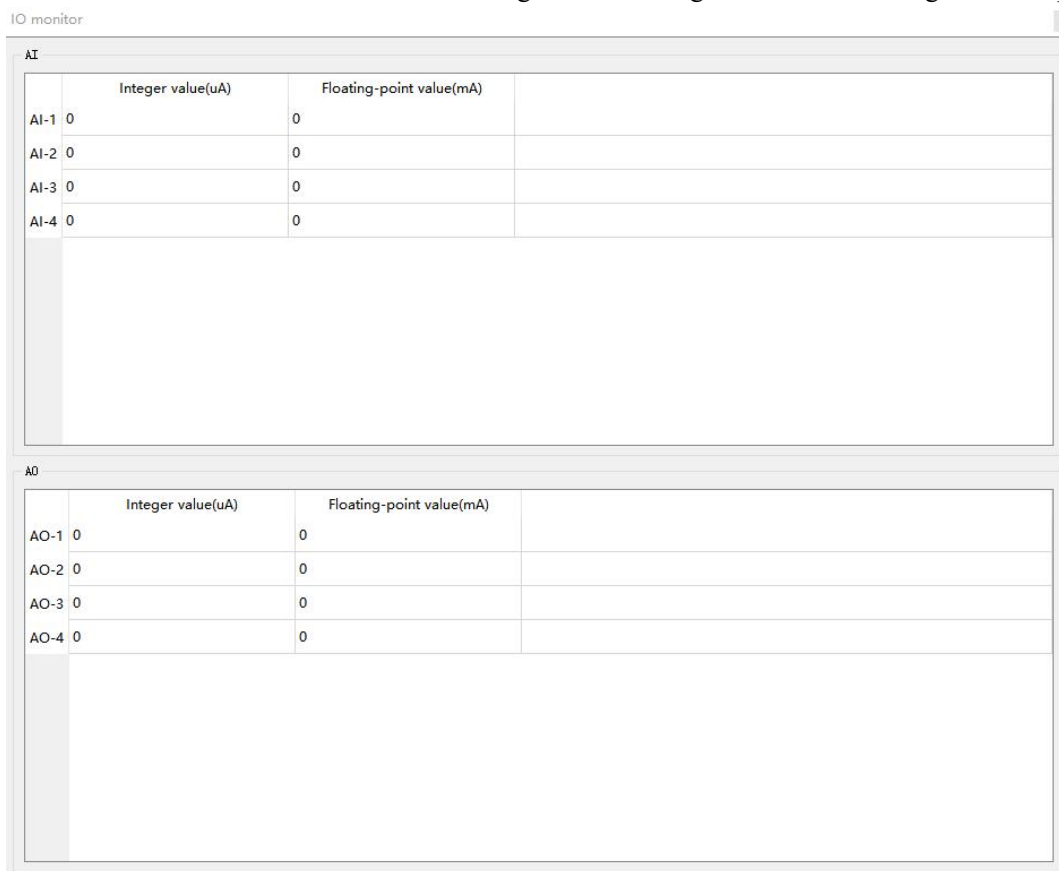 IO monitor
AI
Integer value(uA) Floating-point value(mA)
AI-1 0 0
AI-2 0 0
AI-3 0 0
AI-4 0 0
AO
Integer value(uA) Floating-point value(mA)
AO-1 0 0
AO-2 0 0
AO-3 0 0
AO-4 0 0